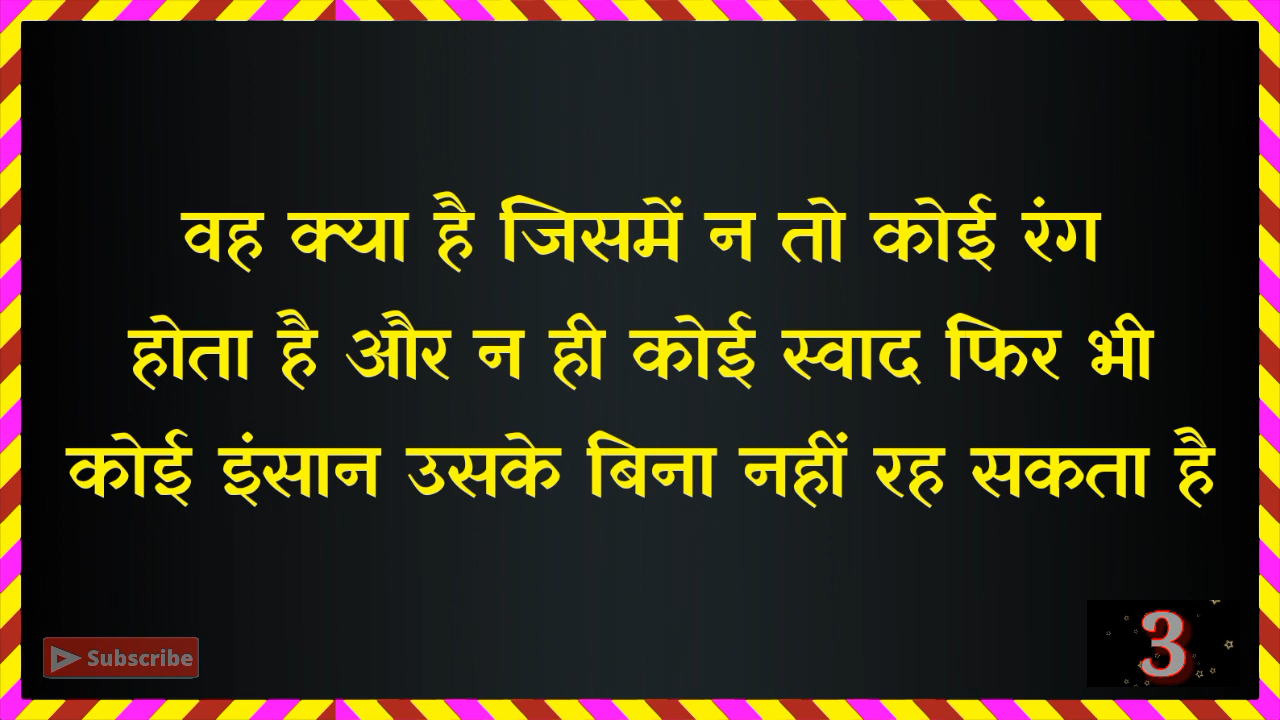 वह क्या है जिसमें न तो कोई रंग
होता है और न ही कोई स्वाद फिर भी
कोई इंसान उसके बिना नहीं रह सकता है
Subscribe
3